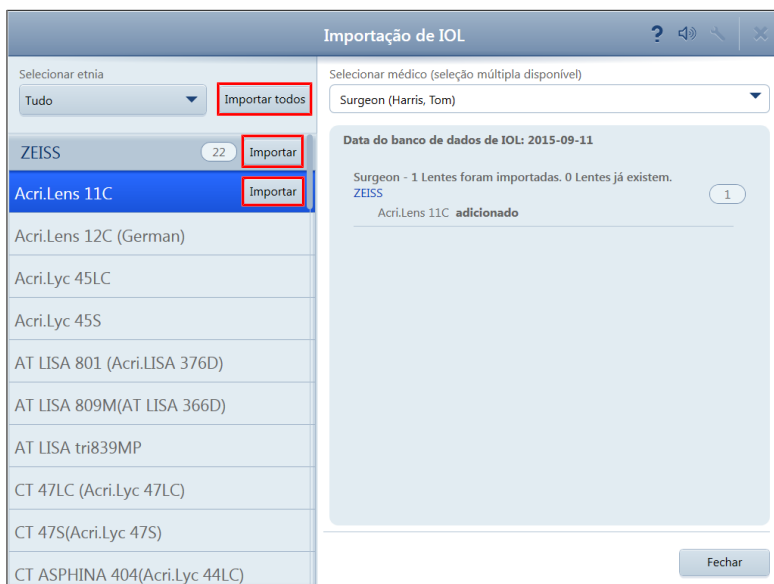 Importação de IOL
?
Selecionar etnia
Tudo
Importar todos
ZEISS
22
Importar
Acri.Lens 11C
Importar
Acri.Lens 12C (German)
Acri.Lyc 45LC
Acri.Lyc 45S
AT LISA 801 (Acri.LISA 376D)
AT LISA 809M(AT LISA 366D)
AT LISA tri839MP
CT 47LC (Acri.Lyc 47LC)
CT 47S(Acri.Lyc 47S)
CT ASPHINA 404(Acri.Lyc 44LC)
Selecionar médico (seleção múltipla disponível)
Surgeon (Harris, Tom)
Data do banco de dados de IOL: 2015-09-11
Surgeon - 1 Lentes foram importadas. 0 Lentes já existem.
ZEISS
1
Acri.Lens 11C adicionado
Fechar